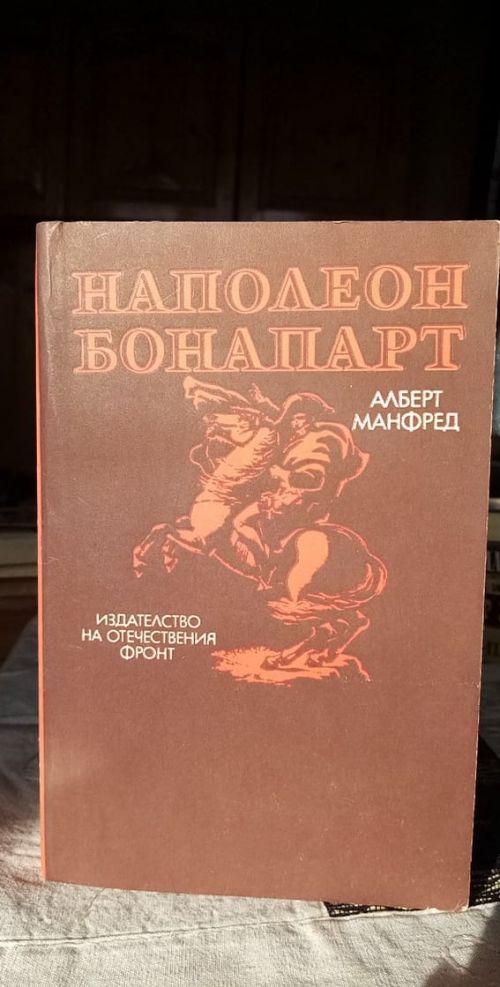 НАПОЛЕОН
БОНАПАРТ
АЛБЕРТ
МАНФРЕД
ИЗДАТЕЛСТВО
НА ОТЕЧЕСТВЕНИЯ
ФРОНТ